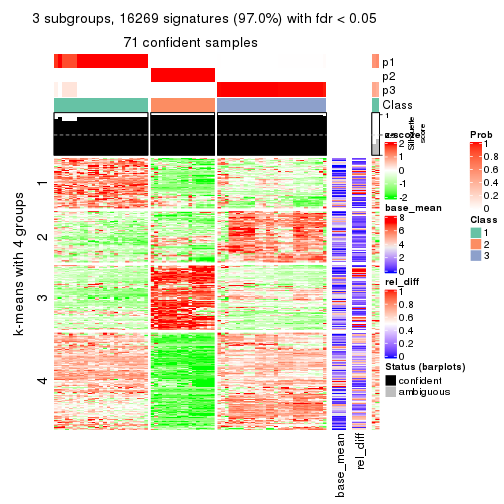 3 subgroups, 16269 signatures (97.0%) with fdr < 0.05
71 confident samples
p1
p2
p3
Class
1
Silhouette
score
k-means with 4 groups
1
2
3
4
base_mean
rel_diff
z-score
2
1
0
-1
-2
base_mean
8
6
4
2
0
rel_diff
1
0.8
0.6
0.4
0.2
0
Status (barplots)
confident
ambiguous
Prob
1
0.8
0.6
0.4
0.2
0
Class
1
2
3